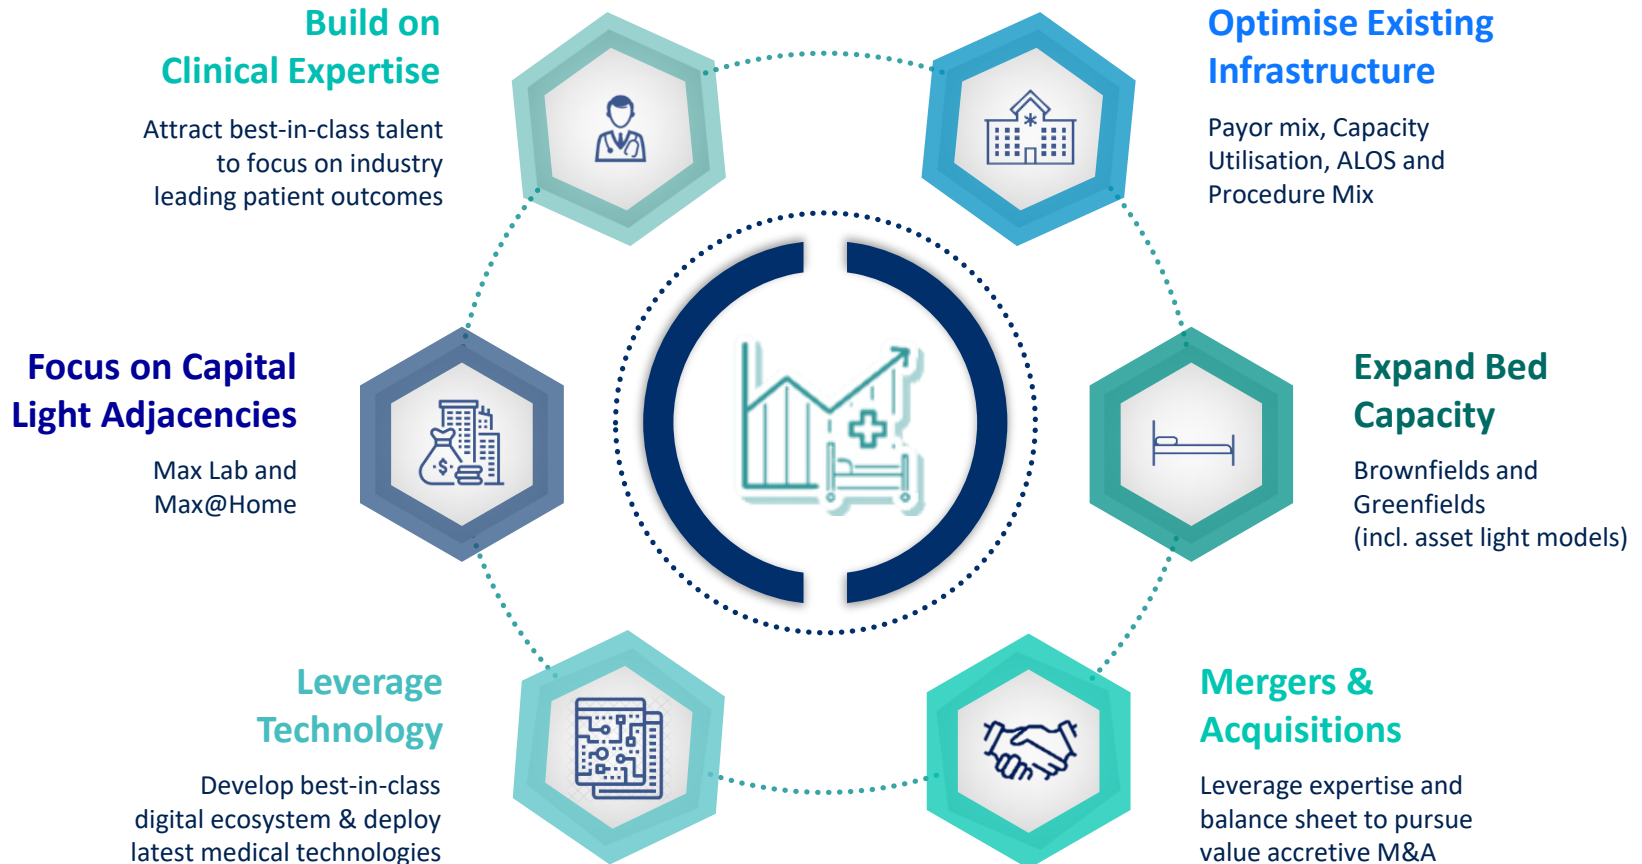 Build on
Clinical Expertise
Attract best-in-class talent
to focus on industry
leading patient outcomes
Optimise Existing
Infrastructure
Payor mix, Capacity
Utilisation, ALOS and
Procedure Mix
Focus on Capital
Light Adjacencies
Max Lab and
Max@Home
$
Expand Bed
Capacity
Brownfields and
Greenfields
(incl. asset light models)
Leverage
Technology
Develop best-in-class
digital ecosystem & deploy
latest medical technologies
Mergers &
Acquisitions
Leverage expertise and
balance sheet to pursue
value accretive M&A